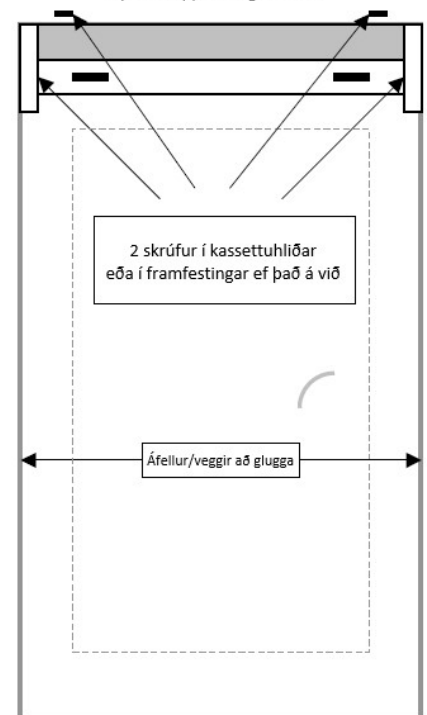 2 skrúfur í kassettuhliðar
eða í framfestingar ef það á við
Áfellur/veggir að glugga